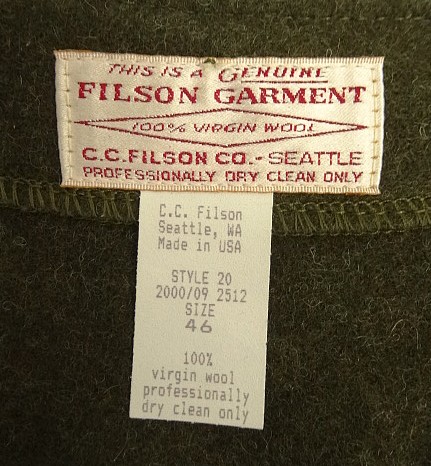 THIS IS A GENUINE
FILSON GARMENT
100% VIRGIN WOOL
C.C.FILSON CO.-SEATTLE
PROFESSIONALLY DRY CLEAN ONLY
C.C. Filson
Seattle, WA
Made in USA
STYLE 20
2000/09 2512
SIZE
46
100%
virgin wool
professionally
dry clean only